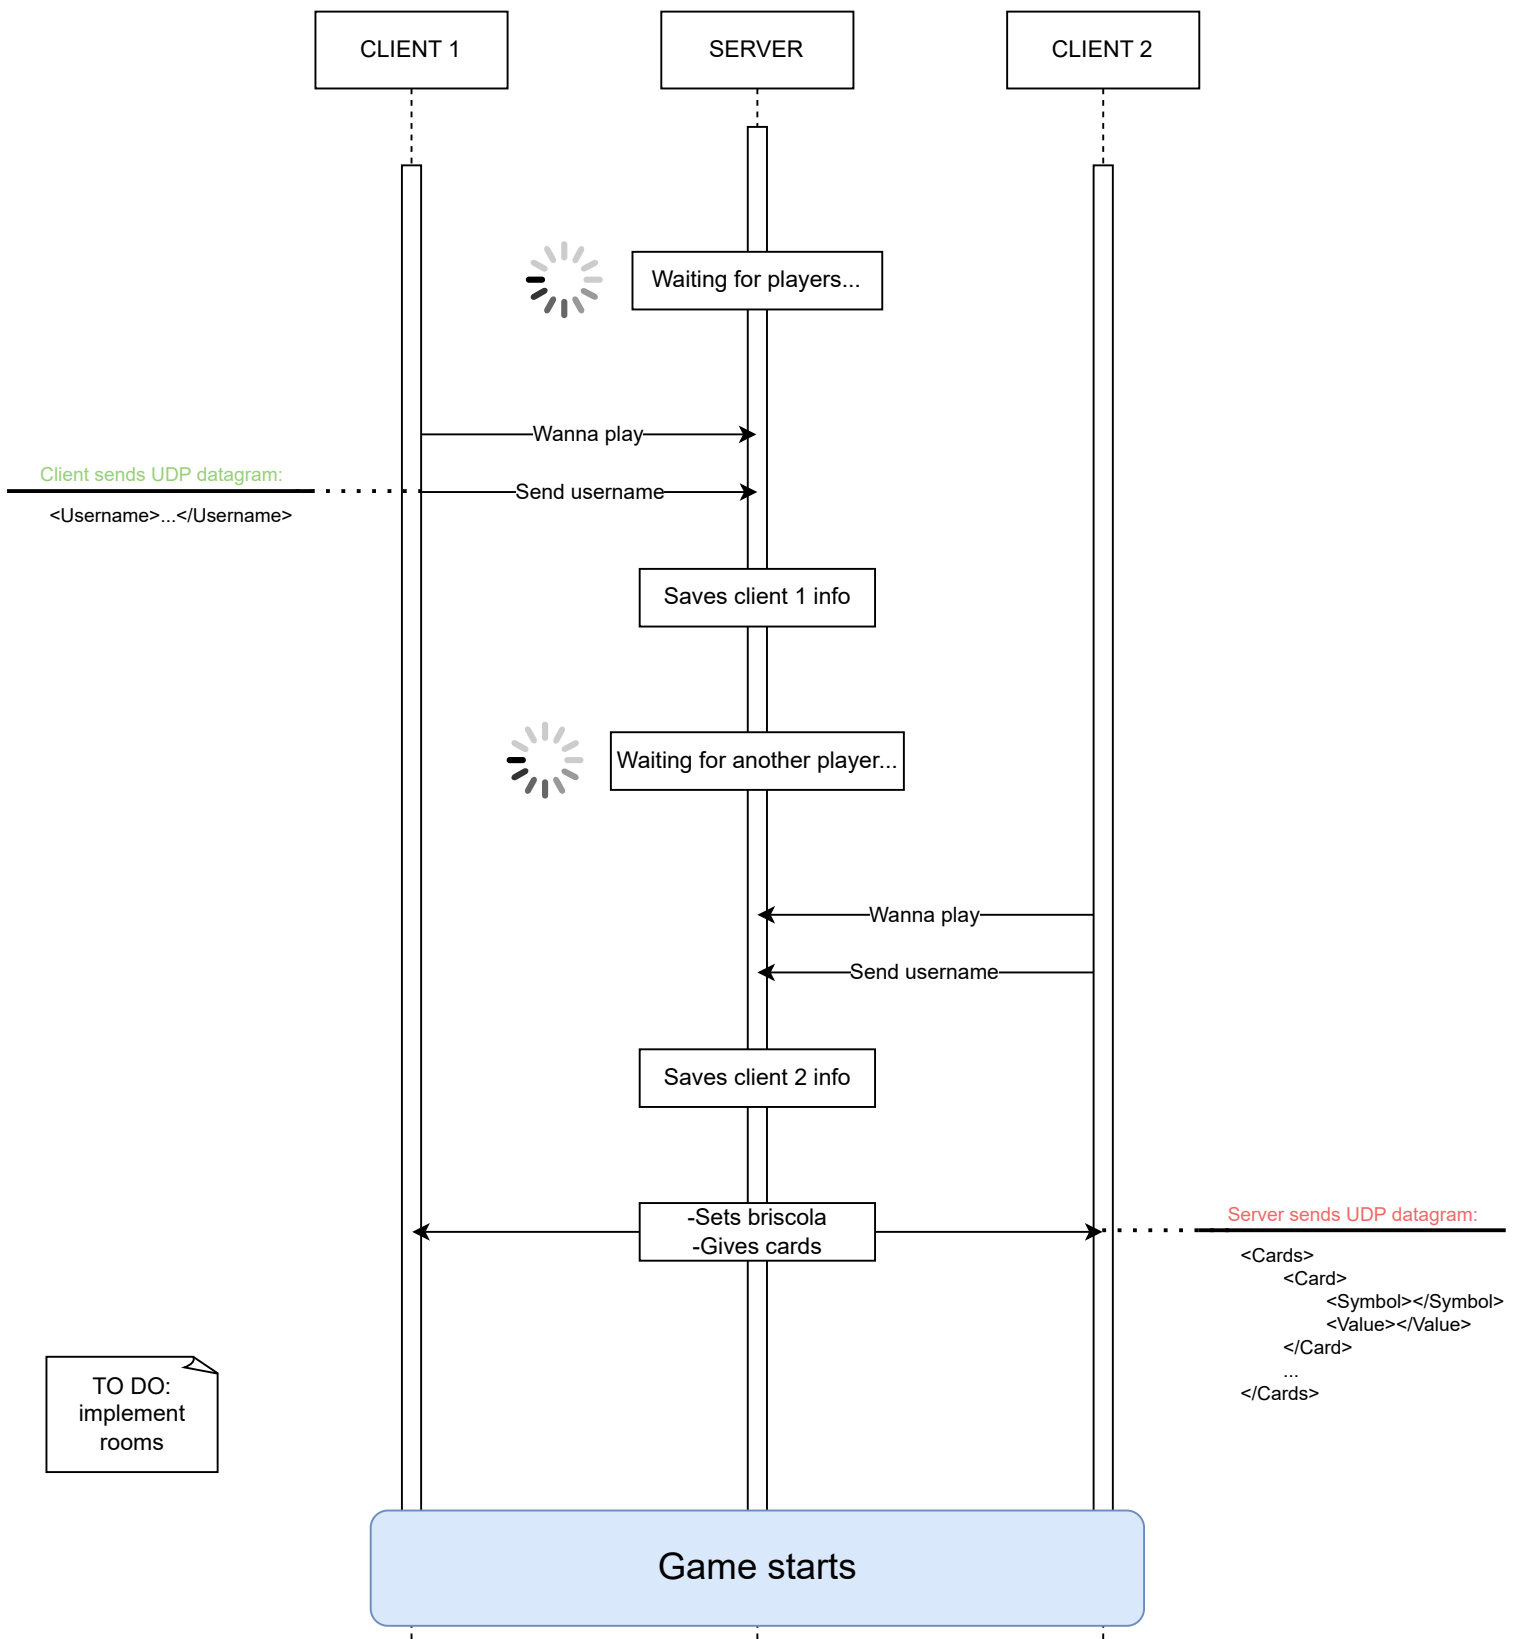 CLIENT 1
SERVER
CLIENT 2
Waiting for players...
Wanna play
Client sends UDP datagram:
Send username
<Username>...</Username>
Saves client 1 info
Waiting for another player...
Wanna play
Send username
Saves client 2 info
-Sets briscola
-Gives cards
Server sends UDP datagram:
<Cards>
<Card>
<Symbol></Symbol>
<Value></Value>
</Card>
...
</Cards>
TO DO:
implement
rooms
Game starts